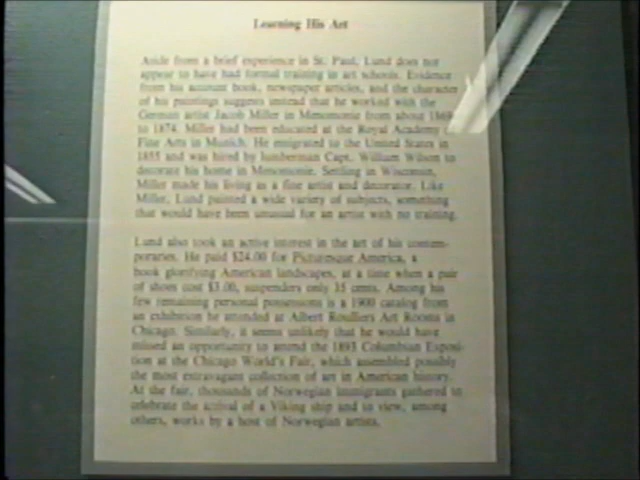 Learning His Art
Aside from a brief experience in St. Paul, Lund does not
appear to have had formal training in art schools. Evidence
from his account book, newspaper articles, and the character
of his paintings suggests instead that he worked with the
German artist Jacob Miller in Menomonie from about 1868
to 1874. Miller had been educated at the Royal Academy
Fine Arts in Munich. He emigrated to the United States in
1855 and was hired by lumberman Capt. William Wilson to
decorate his home in Menomonie. Settling in Wisconsin,
Miller made his living as a fine artist and decorator. Like
Miller, Lund painted a wide variety of subjects, something
that would have been unusual for an artist with no training.
Lund also took an active interest in the art of his contem-
poraries. He paid $24.00 for Picturesque America, a
book glorifying American landscapes, at a time when a pair
of shoes cost $3.00, suspenders only 35 cents. Among his
few remaining personal possessions is a 1900 catalog from
an exhibition he attended at Albert Roullier's Art Rooms in
Chicago. Similarly, it seems unlikely that he would have
missed an opportunity to attend the 1893 Columbian Exposi-
tion at the Chicago World's Fair, which assembled possibly
the most extravagant collection of art in American history.
At the fair, thousands of Norwegian immigrants gathered to
celebrate the arrival of a Viking ship and to view, among
others, works by a host of Norwegian artists.